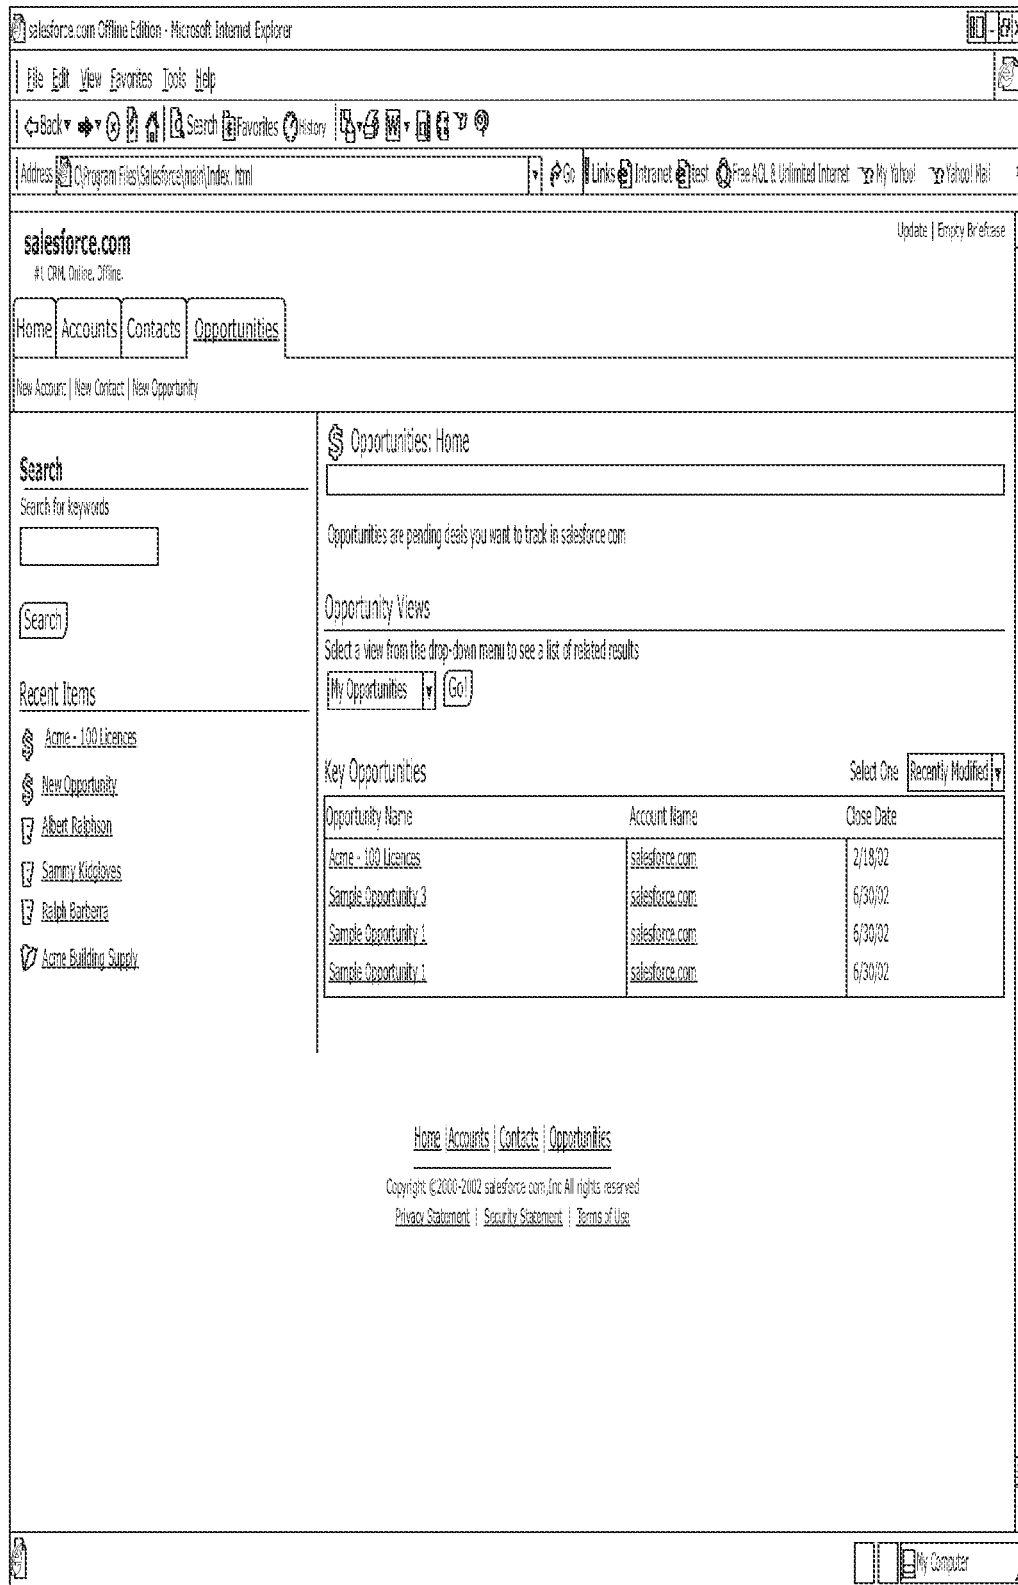 salesforce.com Offline Edition - Microsoft Internet Explorer
File Edit View Favorites Tools Help
Back Search Favorites History
Address C:\Program Files\Salesforce\main\Index. html Go Links Intranet test Free AOL & Unlimited Internet My Yahoo! Yahoo! Mail
Update | Empty Briefcase
salesforce.com
#1 CRM. Online. Offline.
Home Accounts Contacts Opportunities
New Account | New Contact | New Opportunity
Search
Search for keywords
Search
Recent Items
Acme - 100 Licences
New Opportunity
Albert Ralphson
Sammy Kidgloves
Ralph Barberra
Acme Building Supply
$ Opportunities: Home
Opportunities are pending deals you want to track in salesforce com
Opportunity Views
Select a view from the drop-down menu to see a list of related results
My Opportunities Go!
Key Opportunities Select One Recently Modified
Opportunity Name Account Name Close Date
Acme - 100 Licences salesforce.com 2/18/02
Sample Opportunity 3 salesforce.com 6/30/02
Sample Opportunity 1 salesforce.com 6/30/02
Sample Opportunity 1 salesforce.com 6/30/02
Home | Accounts | Contacts | Opportunities
Copyright ©2000-2002 salesforce com,Inc All rights reserved
Privacy Statement | Security Statement | Terms of Use
My Computer